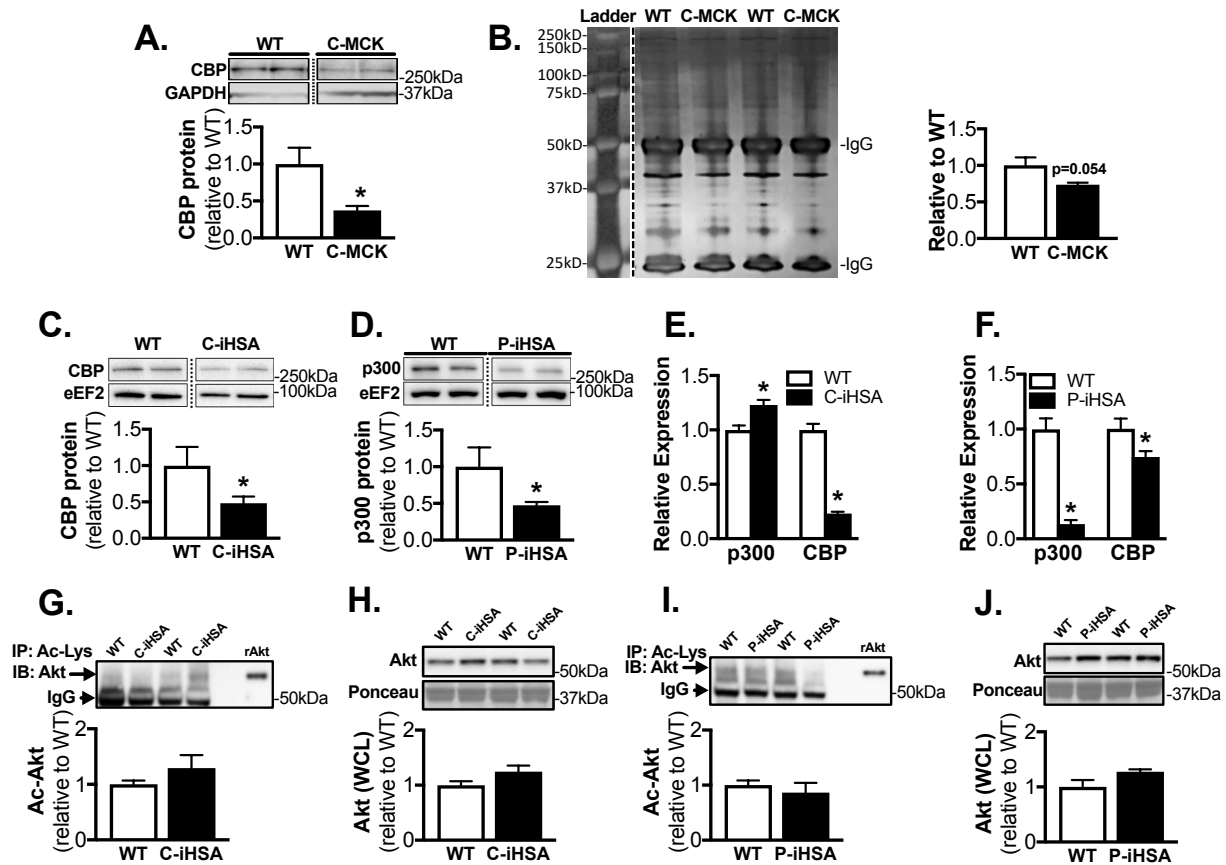 A.
WT C-MCK
CBP
-250kDa
GAPDH
-37kDa
CBP protein
(relative to WT)
1.5
1.0
0.5
0.0
*
WT C-MCK
B.
Ladder WT C-MCK WT C-MCK
250kD-
150kD-
100kD-
75kD-
50kD-
37kD-
25kD-
-IgG
-IgG
Relative to WT
1.5
1.0
0.5
0.0
p=0.054
WT C-MCK
C.
WT C-iHSA
CBP
-250kDa
eEF2
-100kDa
CBP protein
(relative to WT)
1.5
1.0
0.5
0.0
*
WT C-iHSA
D.
WT P-iHSA
p300
-250kDa
eEF2
-100kDa
p300 protein
(relative to WT)
1.5
1.0
0.5
0.0
*
WT P-iHSA
E.
Relative Expression
1.5
1.0
0.5
0.0
WT
C-iHSA
*
*
p300 CBP
F.
Relative Expression
1.5
1.0
0.5
0.0
WT
P-iHSA
*
*
p300 CBP
G.
WT C-iHSA WT C-iHSA
IP: Ac-Lys
rAkt
IB: Akt
IgG
-50kDa
Ac-Akt
(relative to WT)
2
1
0
WT C-iHSA
H.
WT C-iHSA WT C-iHSA
Akt
-50kDa
Ponceau
-37kDa
Akt (WCL)
(relative to WT)
2
1
0
WT C-iHSA
I.
WT P-iHSA WT P-iHSA
IP: Ac-Lys
rAkt
IB: Akt
IgG
-50kDa
Ac-Akt
(relative to WT)
2
1
0
WT P-iHSA
J.
WT P-iHSA WT P-iHSA
Akt
-50kDa
Ponceau
-37kDa
Akt (WCL)
(relative to WT)
2
1
0
WT P-iHSA